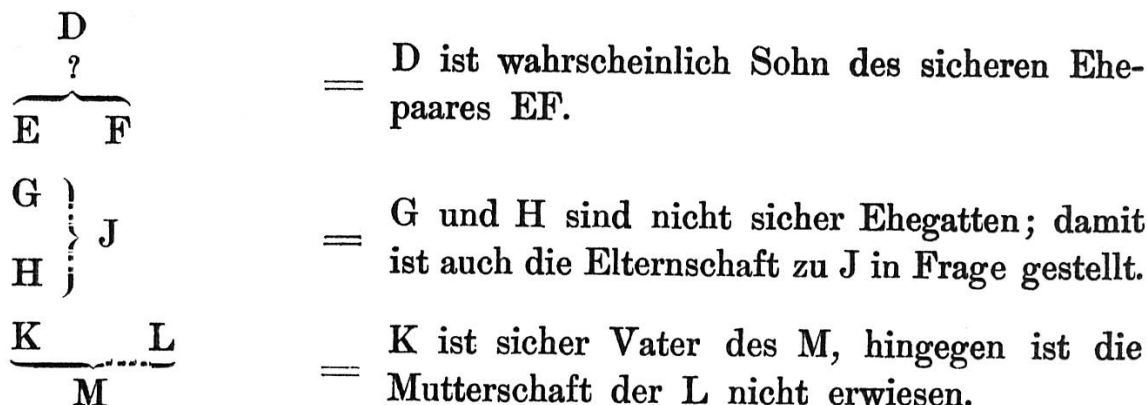 D
?
E F
= D ist wahrscheinlich Sohn des sicheren Ehe-
paares EF.
G
H
J
= G und H sind nicht sicher Ehegatten; damit
ist auch die Elternschaft zu J in Frage gestellt.
K L
M
= K ist sicher Vater des M, hingegen ist die
Mutterschaft der L nicht erwiesen.